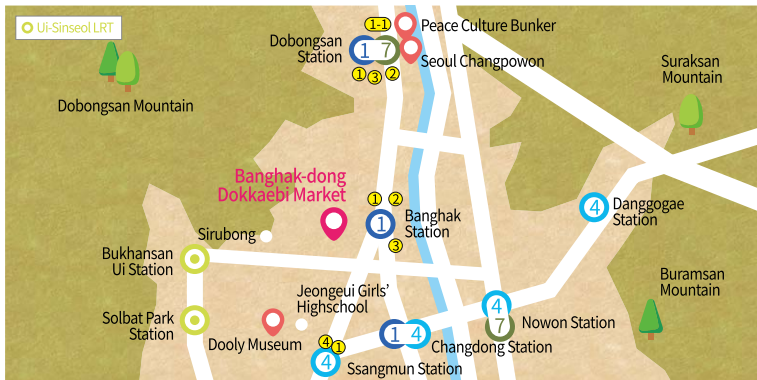 Ui-Sinseol LRT
1-1
Peace Culture Bunker
Dobongsan
Station
1
7
Seoul Changpowon
1
3
2
Suraksan
Mountain
Dobongsan Mountain
Banghak-dong
Dokkaebi Market
1
2
1
Banghak
Station
3
4
Danggogae
Station
Sirubong
Bukhansan
Ui Station
Jeongeui Girls'
Highschool
Buramsan
Mountain
Solbat Park
Station
Dooly Museum
4
7
Nowon Station
1
4
Changdong Station
4
1
4
Ssangmun Station